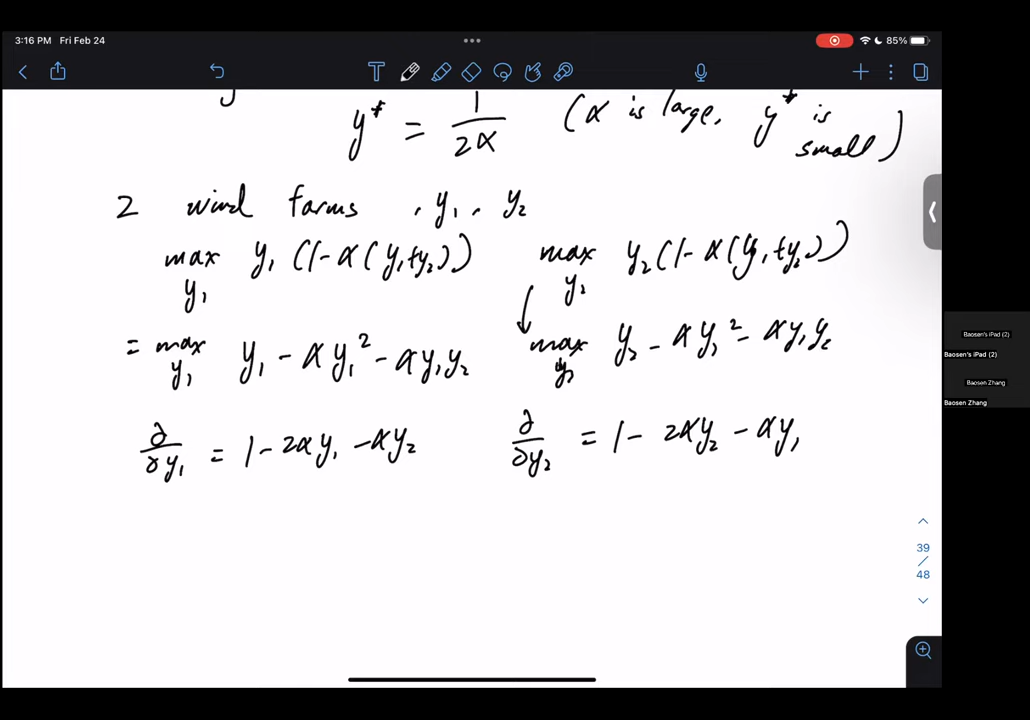 3:16 PM Fri Feb 24
85%
y* = 1/2α (α is large, y* is small)
2 wind farms , y₁ , y₂
max y₁ y₁ (1-α(y₁+y₂)) max y₂ y₂(1-α(y₁+y₂))
= max y₁ y₁ - αy₁² - αy₁y₂ max y₂ y₂ - αy₂² - αy₁y₂
∂/∂y₁ = 1-2αy₁ -αy₂ ∂/∂y₂ = 1- 2αy₂ - αy₁
Baosen's iPad (2)
Baosen's iPad (2)
Baosen Zhang
Baosen Zhang
39
/
48